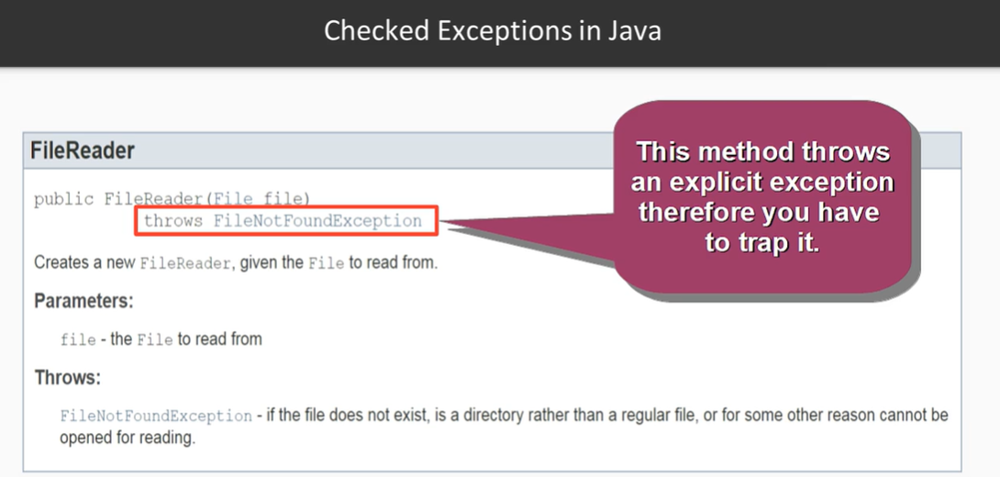 Checked Exceptions in Java
FileReader
public FileReader(File file)
throws FileNotFoundException
This method throws
an explicit exception
therefore you have
to trap it.
Creates a new FileReader, given the File to read from.
Parameters:
file - the File to read from
Throws:
FileNotFoundException - if the file does not exist, is a directory rather than a regular file, or for some other reason cannot be
opened for reading.